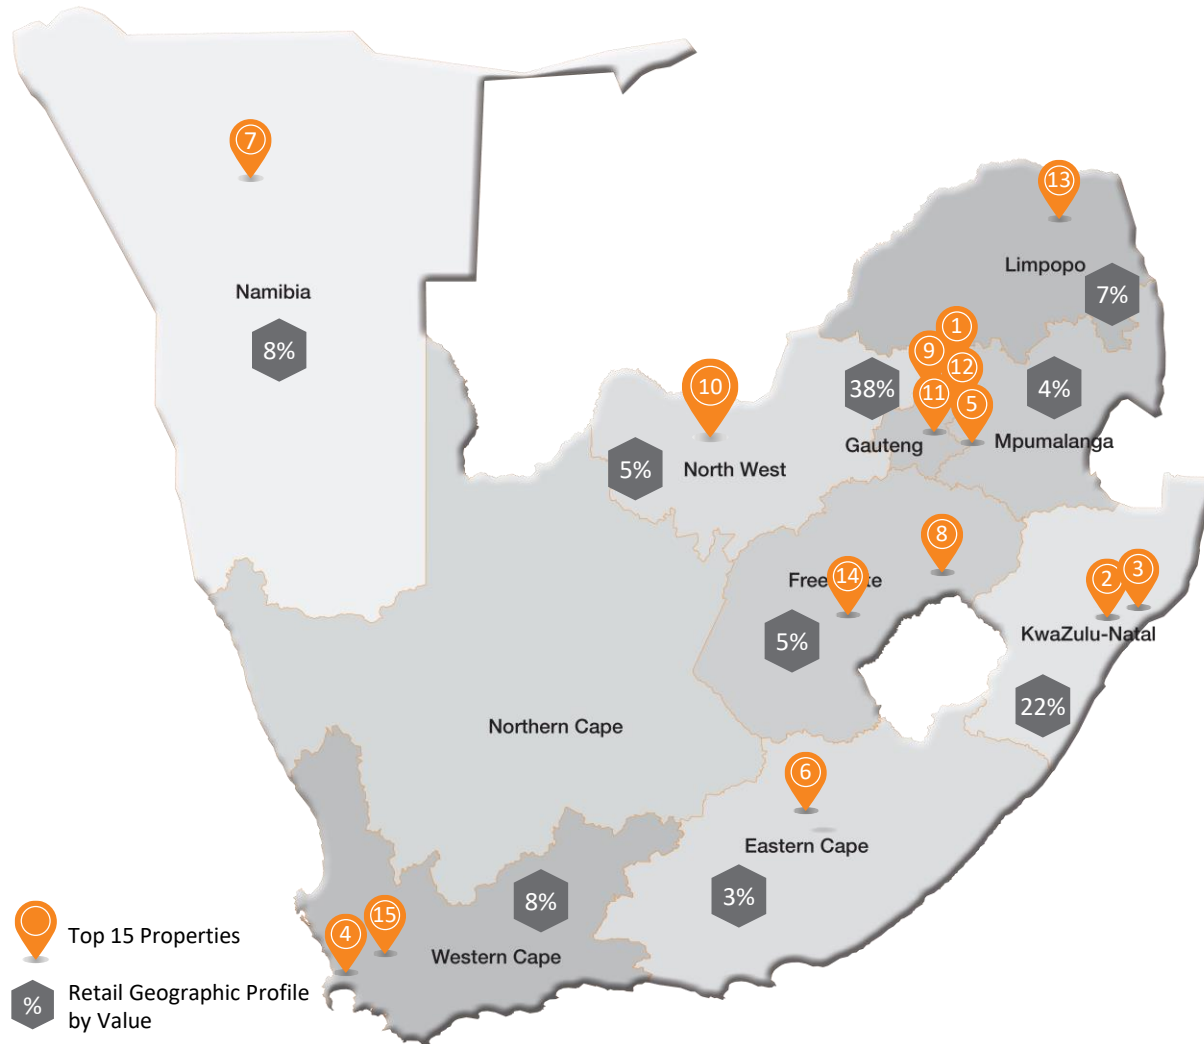 7
13
Limpopo
7%
Namibia
8%
1
9
12
10
38%
11
5
4%
Gauteng
Mpumalanga
5%
North West
8
14
Free
te
2
3
KwaZulu-Natal
5%
22%
Northern Cape
6
Eastern Cape
3%
8%
15
4
Western Cape
Top 15 Properties
%
Retail Geographic Profile
by Value